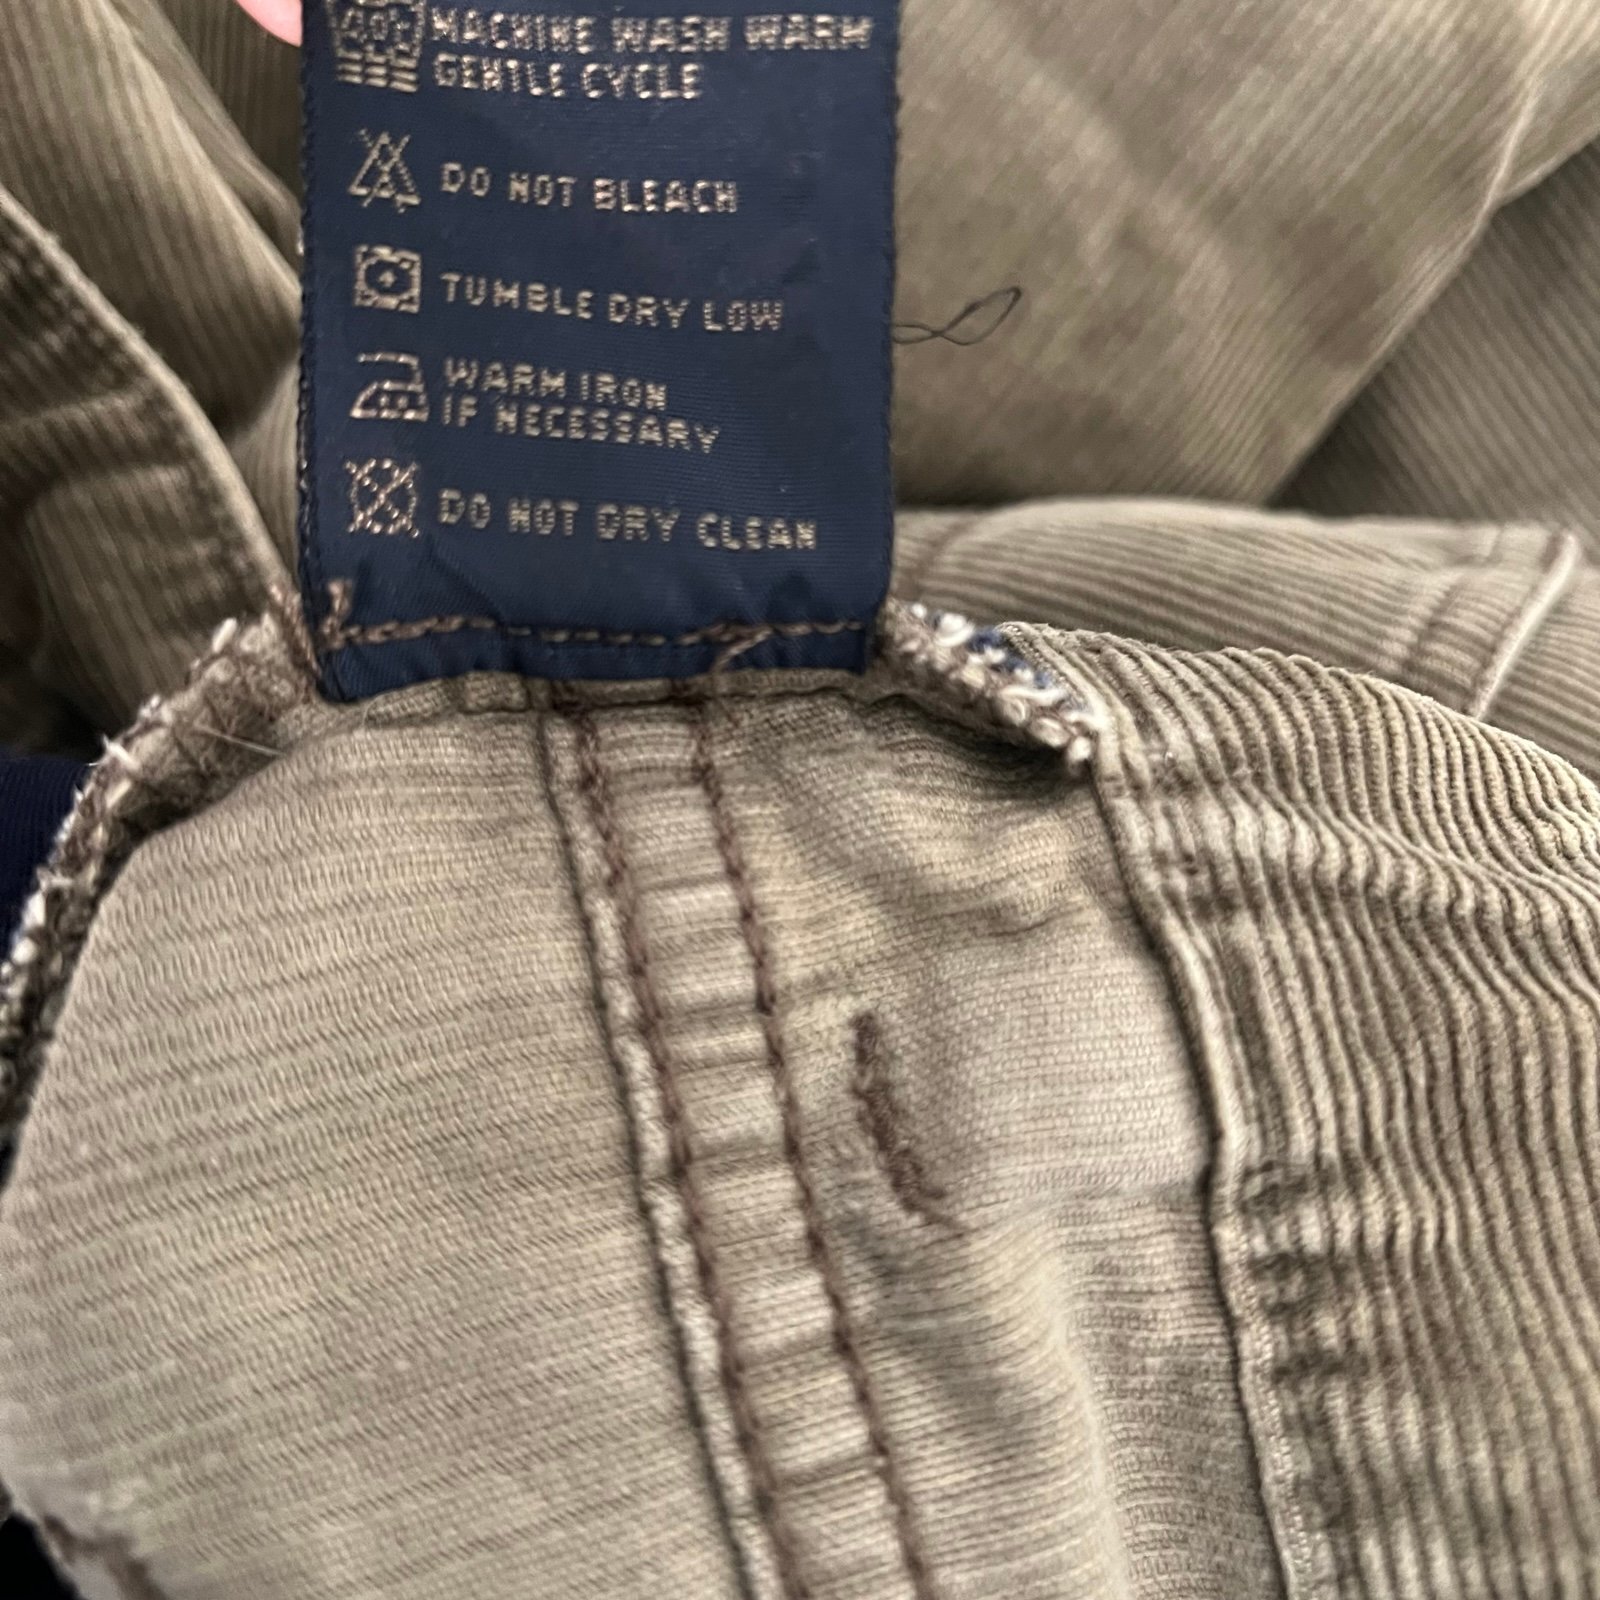 40°
MACHINE WASH WARM
GENTLE CYCLE
DO NOT BLEACH
TUMBLE DRY LOW
WARM IRON
IF NECESSARY
DO NOT DRY CLEAN